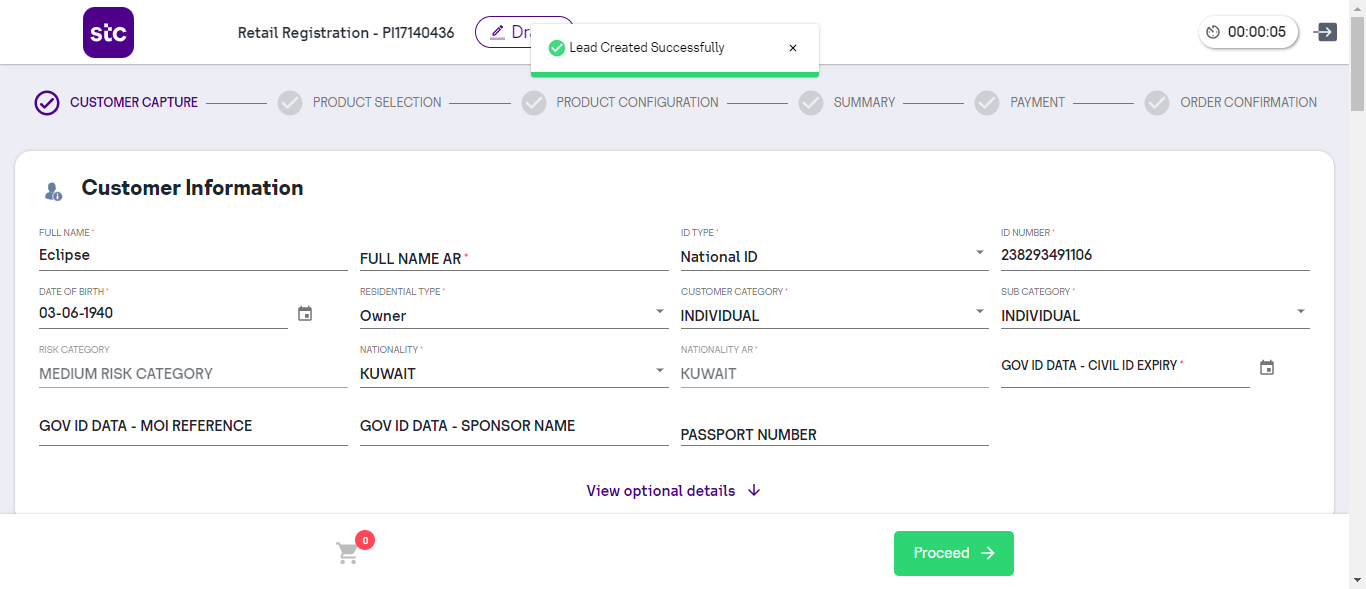 stc
Retail Registration - PI17140436
Dra
Lead Created Successfully
×
00:00:05
CUSTOMER CAPTURE
PRODUCT SELECTION
PRODUCT CONFIGURATION
SUMMARY
PAYMENT
ORDER CONFIRMATION
Customer Information
FULL NAME *
Eclipse
FULL NAME AR *
ID TYPE *
National ID
ID NUMBER *
238293491106
DATE OF BIRTH *
03-06-1940
RESIDENTIAL TYPE *
Owner
CUSTOMER CATEGORY *
INDIVIDUAL
SUB CATEGORY *
INDIVIDUAL
RISK CATEGORY
MEDIUM RISK CATEGORY
NATIONALITY *
KUWAIT
NATIONALITY AR *
KUWAIT
GOV ID DATA - CIVIL ID EXPIRY *
GOV ID DATA - MOI REFERENCE
GOV ID DATA - SPONSOR NAME
PASSPORT NUMBER
View optional details
0
Proceed